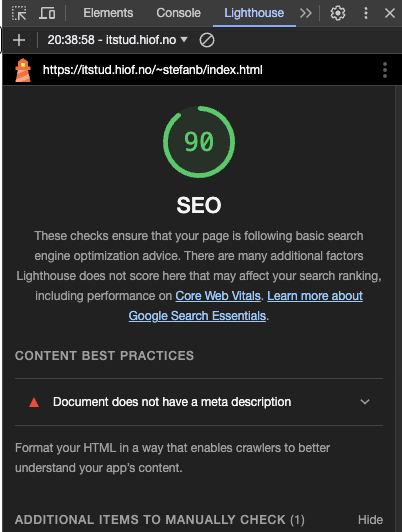 Elements Console Lighthouse
20:38:58 - itstud.hiof.no
https://itstud.hiof.no/~stefanb/index.html
90
SEO
These checks ensure that your page is following basic search
engine optimization advice. There are many additional factors
Lighthouse does not score here that may affect your search ranking,
including performance on Core Web Vitals. Learn more about
Google Search Essentials.
CONTENT BEST PRACTICES
Document does not have a meta description
Format your HTML in a way that enables crawlers to better
understand your app's content.
ADDITIONAL ITEMS TO MANUALLY CHECK (1) Hide